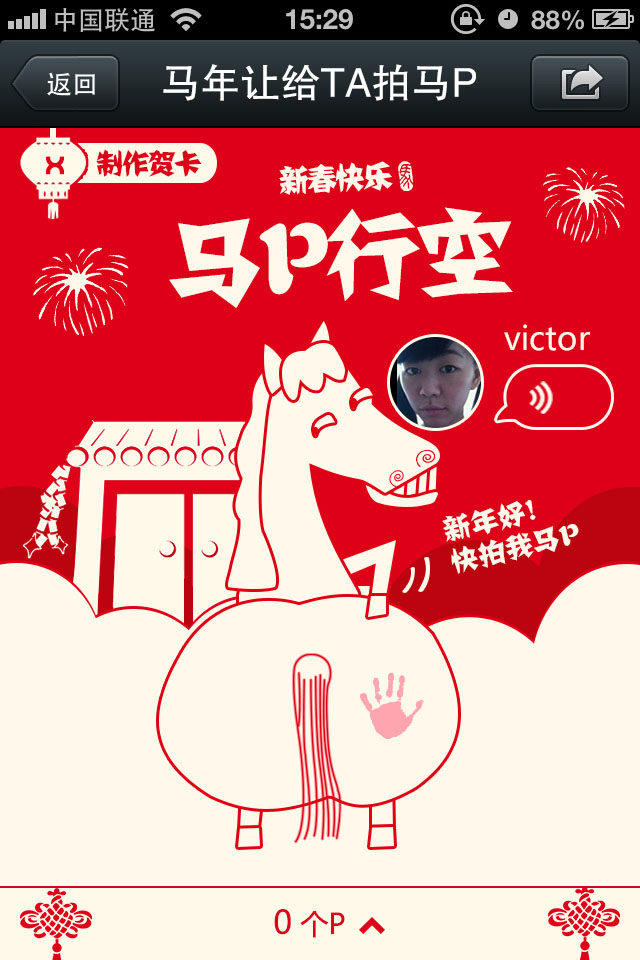 中国联通
15:29
88%
返回
马年让给TA拍马P
制作贺卡
新春快乐
马P行空
victor
新年好!
快拍我马P
0个P